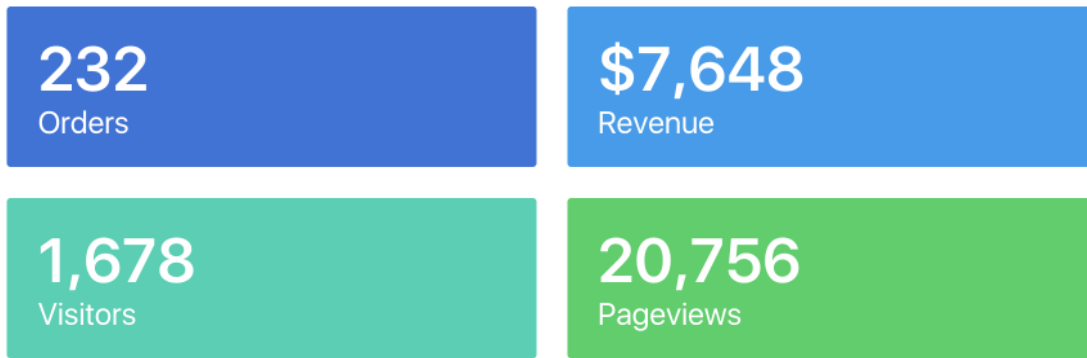 232
Orders
$7,648
Revenue
1,678
Visitors
20,756
Pageviews